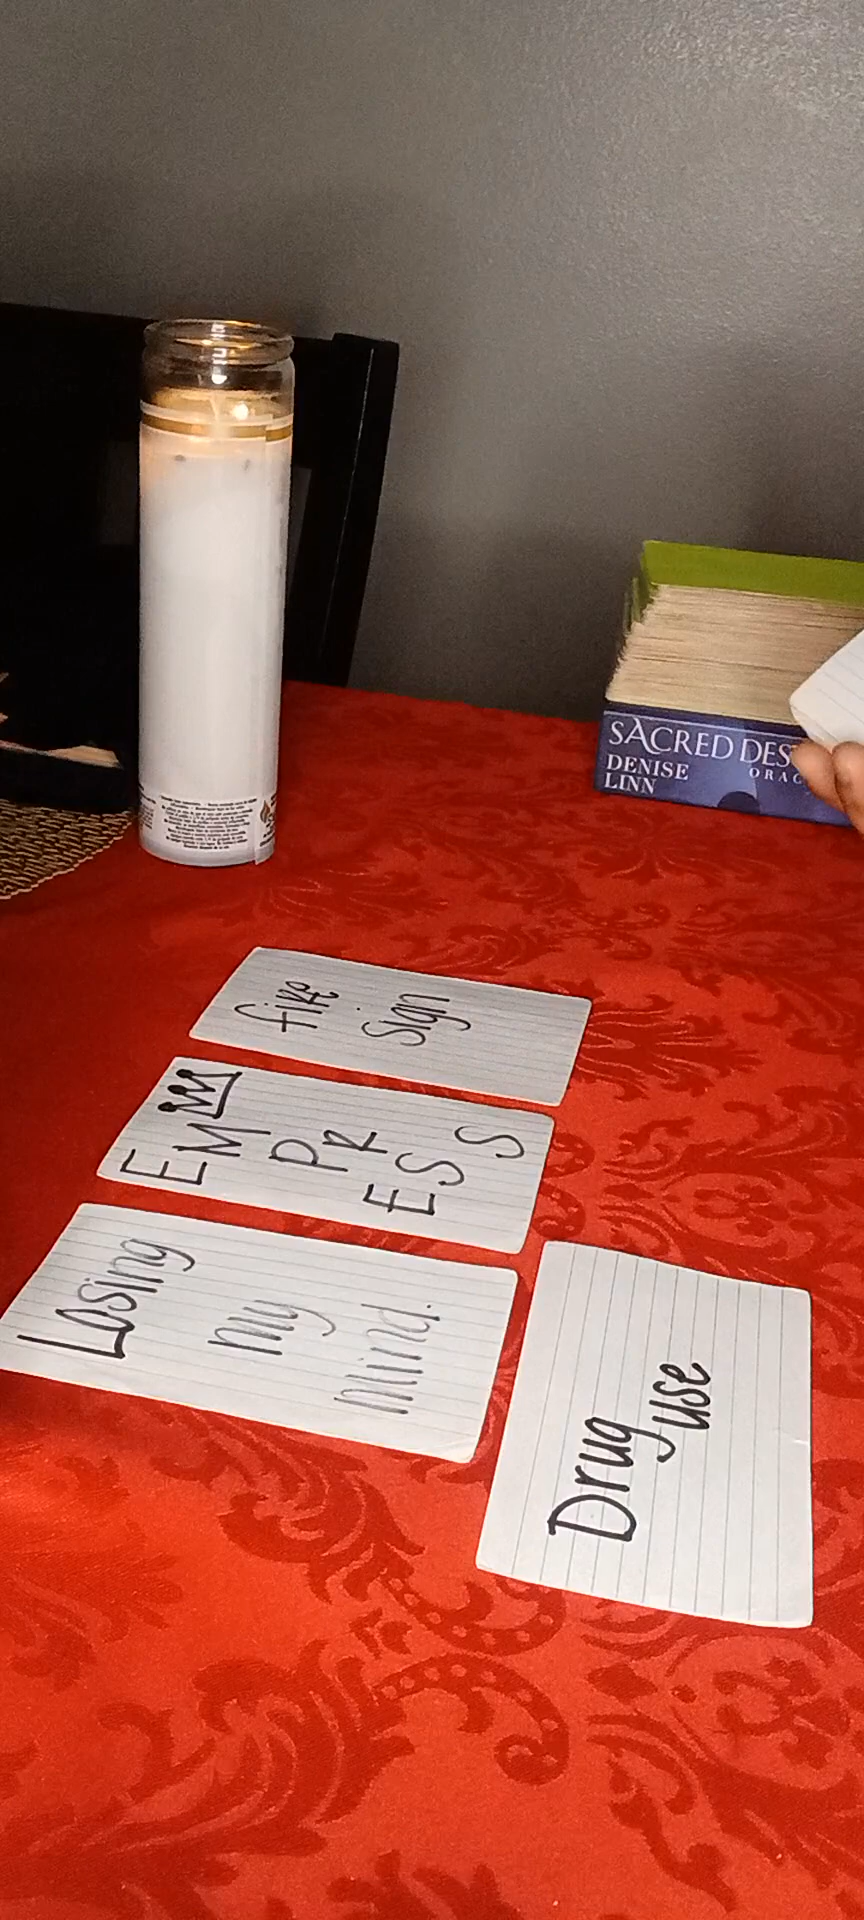 SACRED DES
ORAC
DENISE
LINN
fire
Sign
EMPRESS
Losing
my
mind.
Drug
use